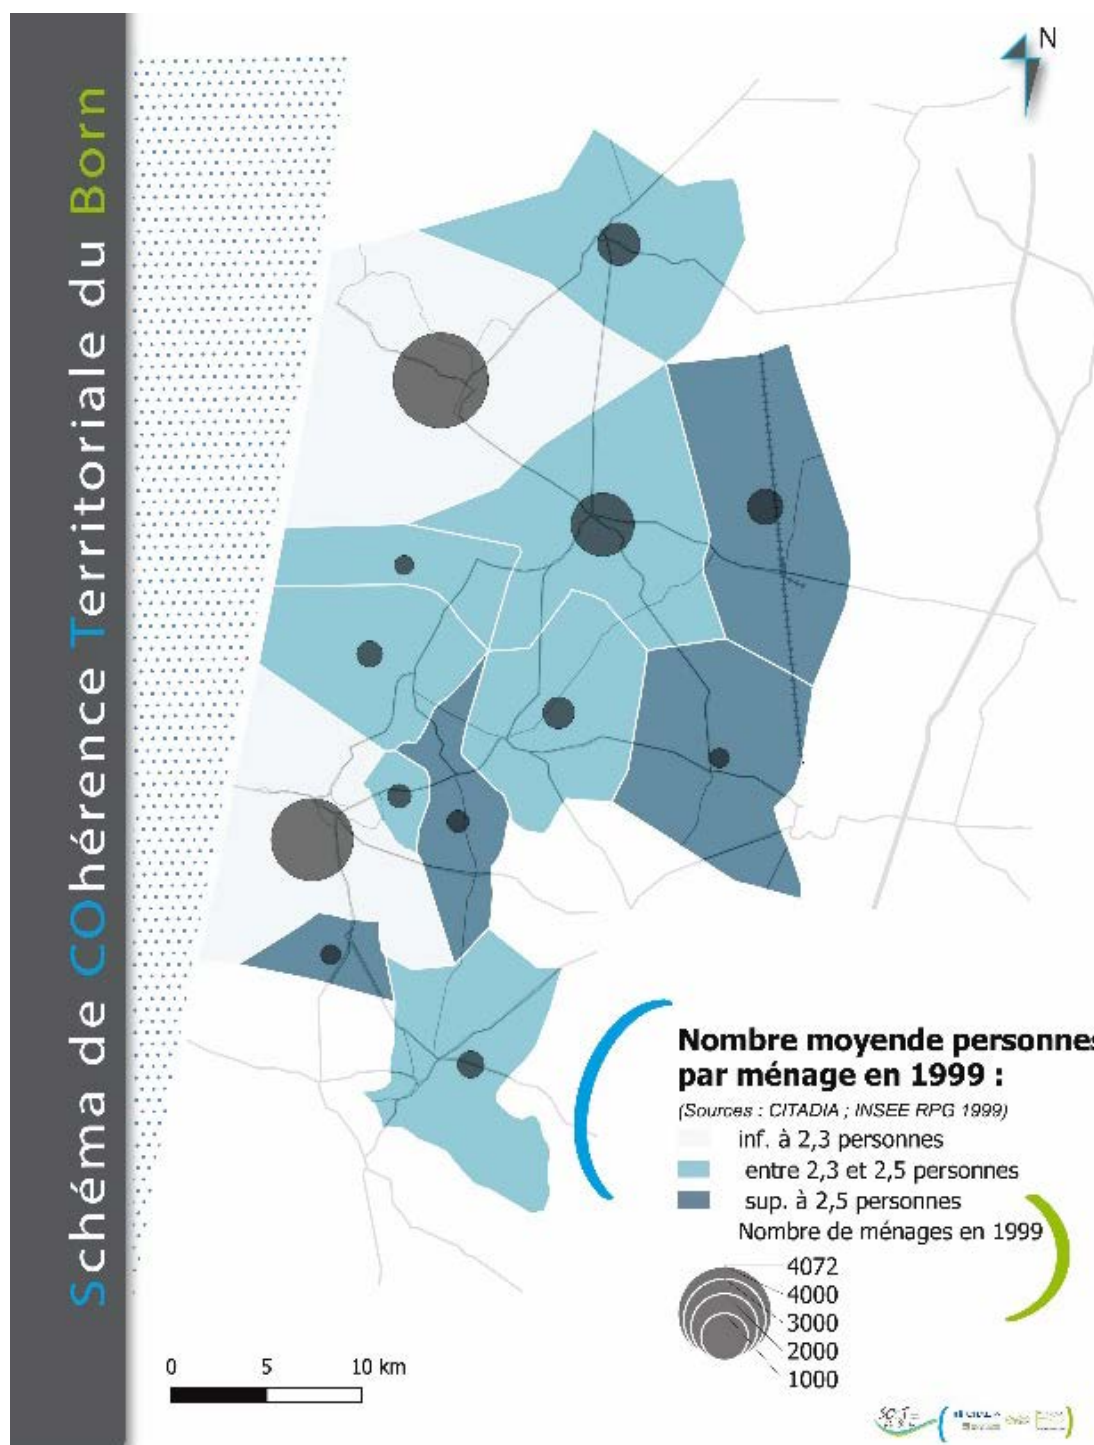 Schéma de COhérence Territoriale du Born
N
Nombre moyende personnes
par ménage en 1999 :
(Sources : CITADIA ; INSEE RPG 1999)
inf. à 2,3 personnes
entre 2,3 et 2,5 personnes
sup. à 2,5 personnes
Nombre de ménages en 1999
4072
4000
3000
2000
1000
0 5 10 km